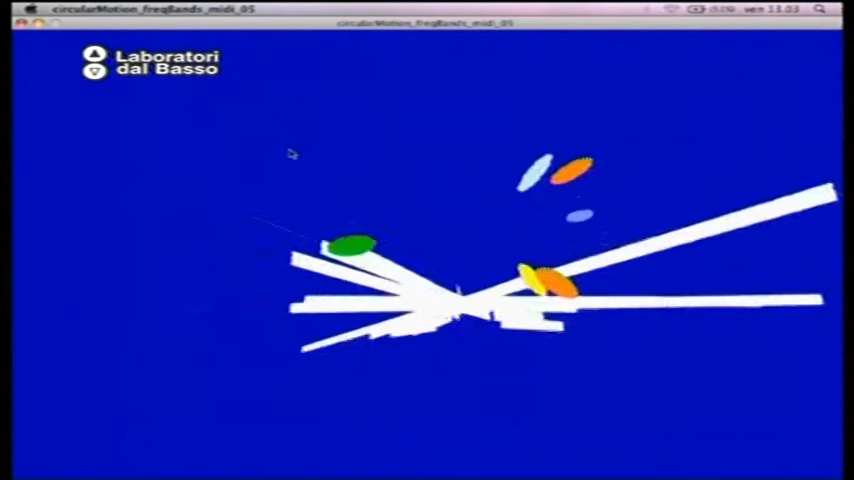 circularMotion_freqBands_midi_05
ven 13.03
circularMotion_freqBands_midi_05
Laboratori
dal Basso